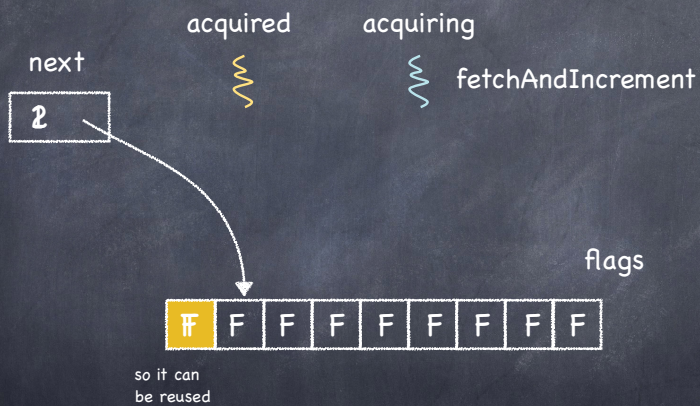 acquired
acquiring
next
fetchAndIncrement
flags
F F F F F F F F
so it can
be reused